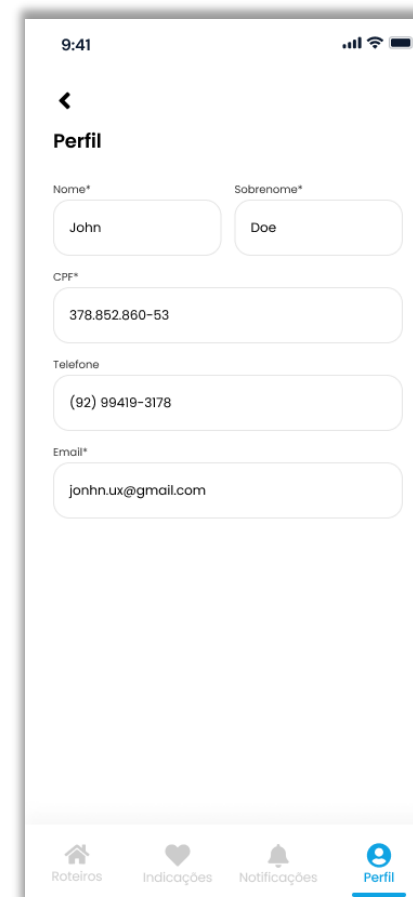 9:41
Perfil
Nome* Sobrenome*
John Doe
CPF*
378.852.860-53
Telefone
(92) 99419-3178
Email*
jonhn.ux@gmail.com
Roteiros Indicações Notificações Perfil